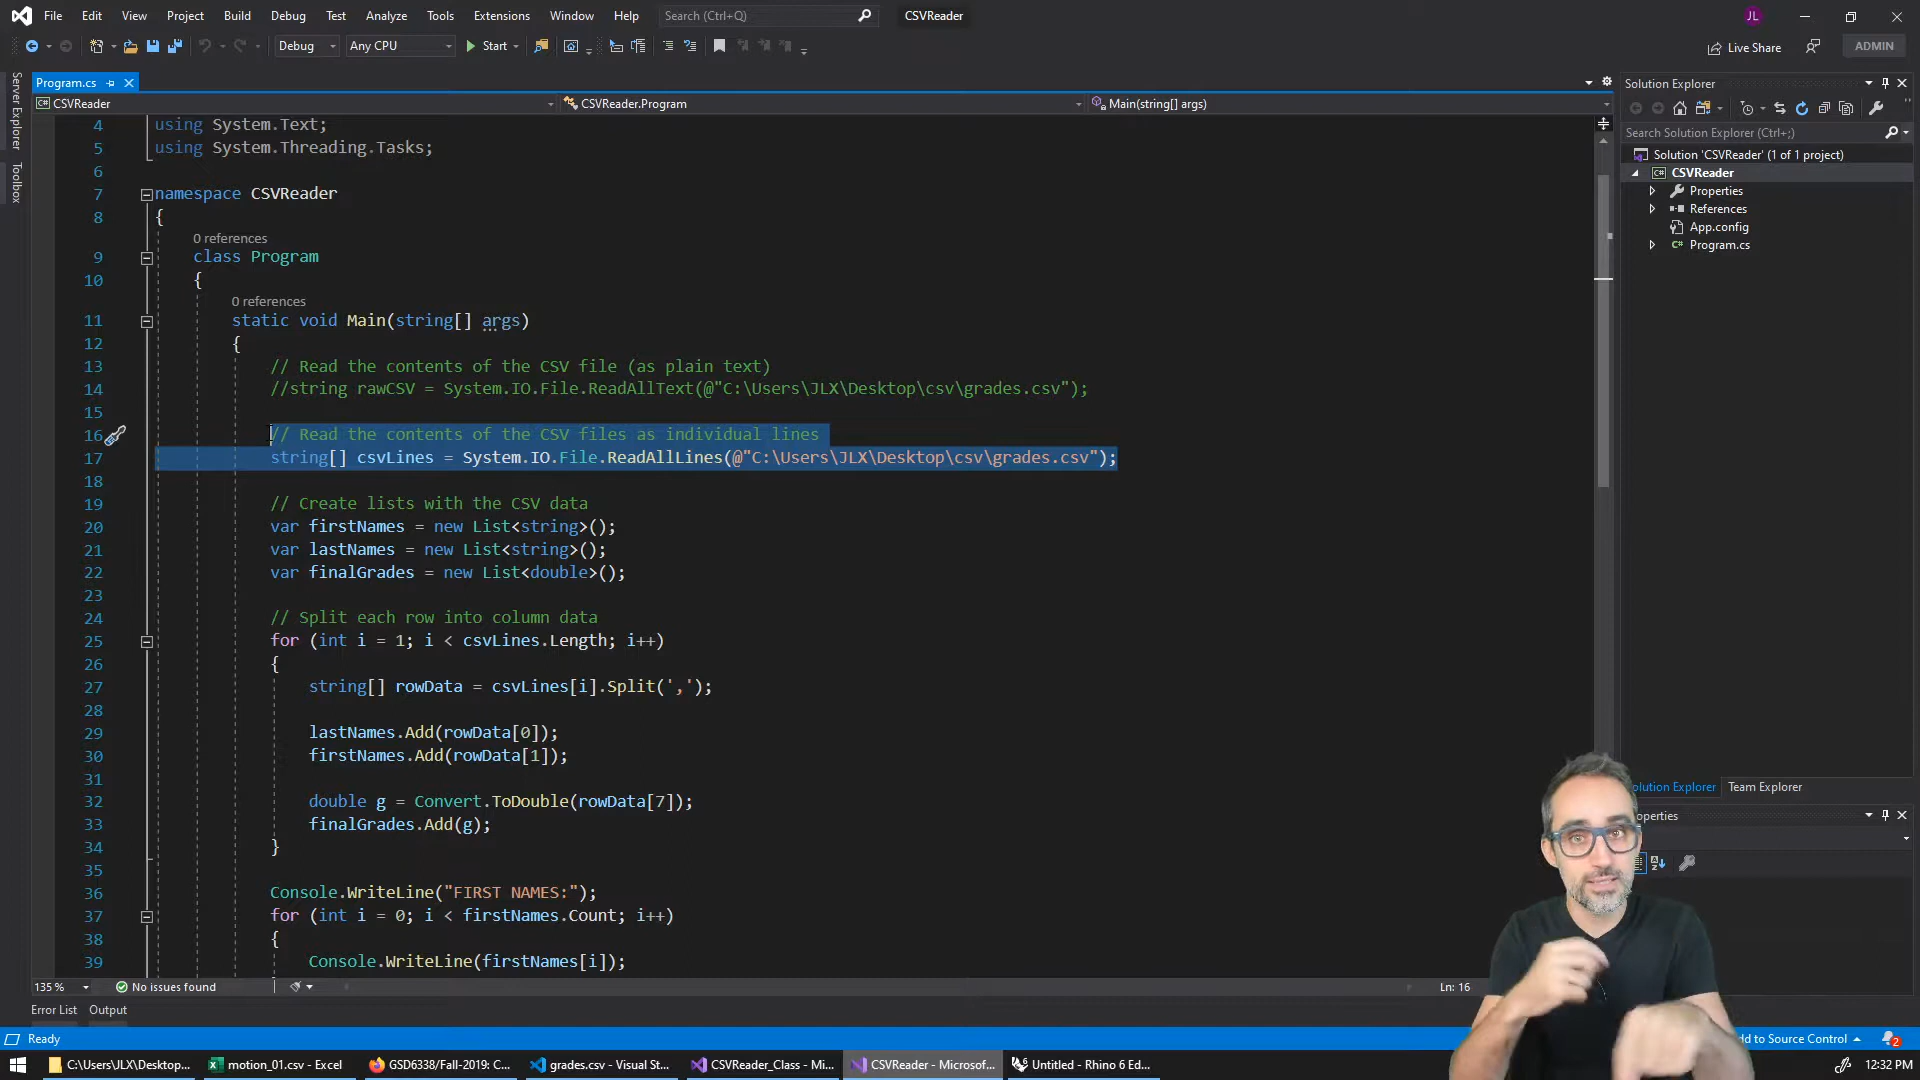 File Edit View Project Build Debug Test Analyze Tools Extensions Window Help Search (Ctrl+Q) CSVReader JL
Debug Any CPU Start Live Share ADMIN
Server Explorer
Toolbox
Program.cs
CSVReader CSVReader.Program Main(string[] args)
4 using System.Text;
5 using System.Threading.Tasks;
6
7 namespace CSVReader
8 {
0 references
9 class Program
10 {
0 references
11 static void Main(string[] args)
12 {
13 // Read the contents of the CSV file (as plain text)
14 //string rawCSV = System.IO.File.ReadAllText(@"C:\Users\JLX\Desktop\csv\grades.csv");
15
16 // Read the contents of the CSV files as individual lines
17 string[] csvLines = System.IO.File.ReadAllLines(@"C:\Users\JLX\Desktop\csv\grades.csv");
18
19 // Create lists with the CSV data
20 var firstNames = new List<string>();
21 var lastNames = new List<string>();
22 var finalGrades = new List<double>();
23
24 // Split each row into column data
25 for (int i = 1; i < csvLines.Length; i++)
26 {
27 string[] rowData = csvLines[i].Split(',');
28
29 lastNames.Add(rowData[0]);
30 firstNames.Add(rowData[1]);
31
32 double g = Convert.ToDouble(rowData[7]);
33 finalGrades.Add(g);
34 }
35
36 Console.WriteLine("FIRST NAMES:");
37 for (int i = 0; i < firstNames.Count; i++)
38 {
39 Console.WriteLine(firstNames[i]);
135 % No issues found Ln: 16
Error List Output
Ready
Solution Explorer
Search Solution Explorer (Ctrl+;)
Solution 'CSVReader' (1 of 1 project)
CSVReader
Properties
References
App.config
Program.cs
olution Explorer Team Explorer
operties
dd to Source Control 2
C:\Users\JLX\Desktop... motion_01.csv - Excel GSD6338/Fall-2019: C... grades.csv - Visual St... CSVReader_Class - Mi... CSVReader - Microsof... Untitled - Rhino 6 Ed... 12:32 PM